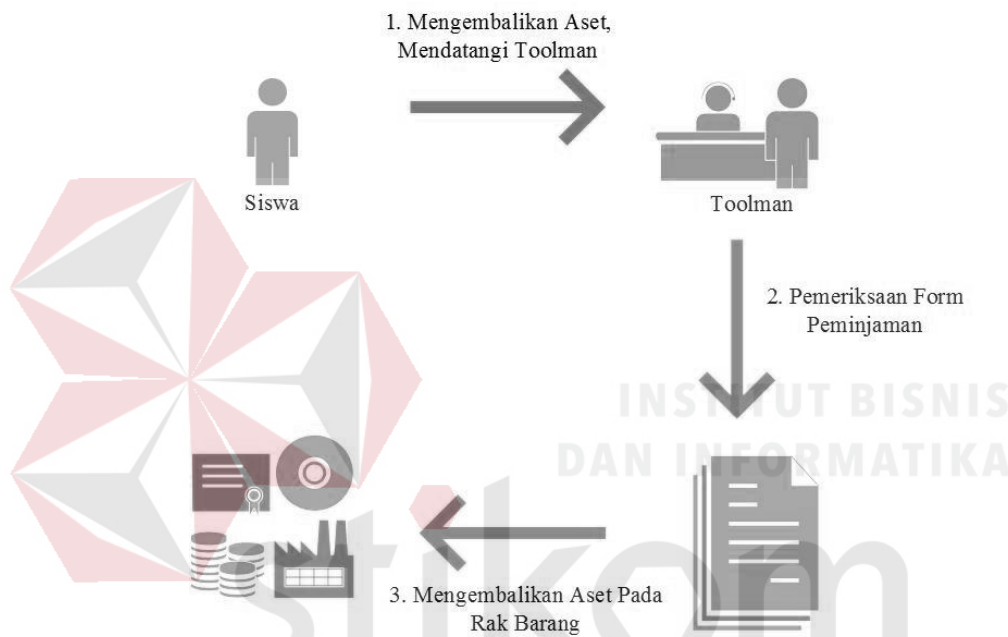 1. Mengembalikan Aset,
Mendatangi Toolman
Siswa
Toolman
2. Pemeriksaan Form
Peminjaman
INSTITUT BISNIS
DAN INFORMATIKA
stikom
3. Mengembalikan Aset Pada
Rak Barang